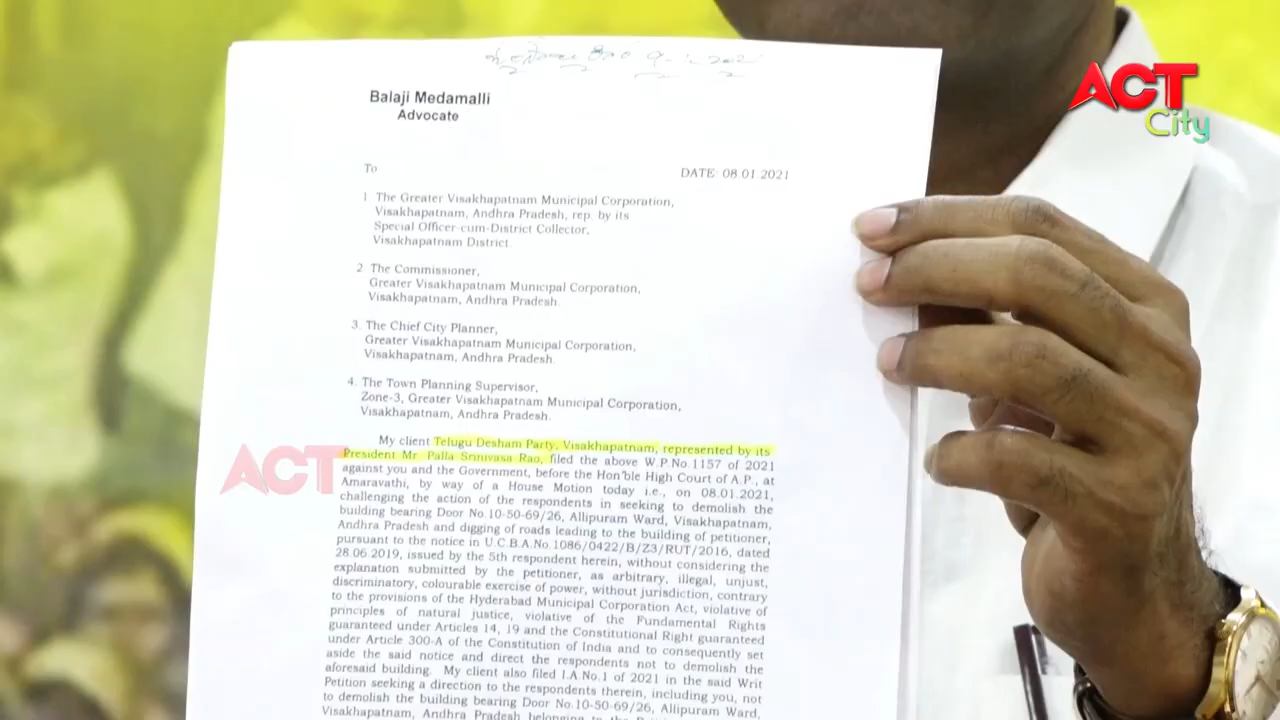 ACT
City
Balaji Medamalli
Advocate
To
DATE: 08.01.2021
1 The Greater Visakhapatnam Municipal Corporation,
Visakhapatnam, Andhra Pradesh, rep. by its
Special Officer-cum-District Collector,
Visakhapatnam District.
2 The Commissioner,
Greater Visakhapatnam Municipal Corporation,
Visakhapatnam, Andhra Pradesh.
3. The Chief City Planner,
Greater Visakhapatnam Municipal Corporation,
Visakhapatnam, Andhra Pradesh.
4. The Town Planning Supervisor,
Zone-3, Greater Visakhapatnam Municipal Corporation,
Visakhapatnam, Andhra Pradesh.
My client Telugu Desham Party, Visakhapatnam, represented by its
President Mr. Palla Srinivasa Rao, filed the above W.P.No.1157 of 2021
against you and the Government, before the Hon'ble High Court of A.P., at
Amaravathi, by way of a House Motion today i.e., on 08.01.2021,
challenging the action of the respondents in seeking to demolish the
building bearing Door No.10-50-69/26, Allipuram Ward, Visakhapatnam,
Andhra Pradesh and digging of roads leading to the building of petitioner,
pursuant to the notice in U.C.B.A.No.1086/0422/B/Z3/RUT/2016, dated
28.06.2019, issued by the 5th respondent herein, without considering the
explanation submitted by the petitioner, as arbitrary, illegal, unjust,
discriminatory, colourable exercise of power, without jurisdiction, contrary
to the provisions of the Hyderabad Municipal Corporation Act, violative of
principles of natural justice, violative of the Fundamental Rights
guaranteed under Articles 14, 19 and the Constitutional Right guaranteed
under Article 300-A of the Constitution of India and to consequently set
aside the said notice and direct the respondents not to demolish the
aforesaid building. My client also filed I.A No.1 of 2021 in the said Writ
Petition seeking a direction to the respondents therein, including you, not
to demolish the building bearing Door No.10-50-69/26, Allipuram Ward,
Visakhapatnam, Andhra Pradesh belonging to the
ACT